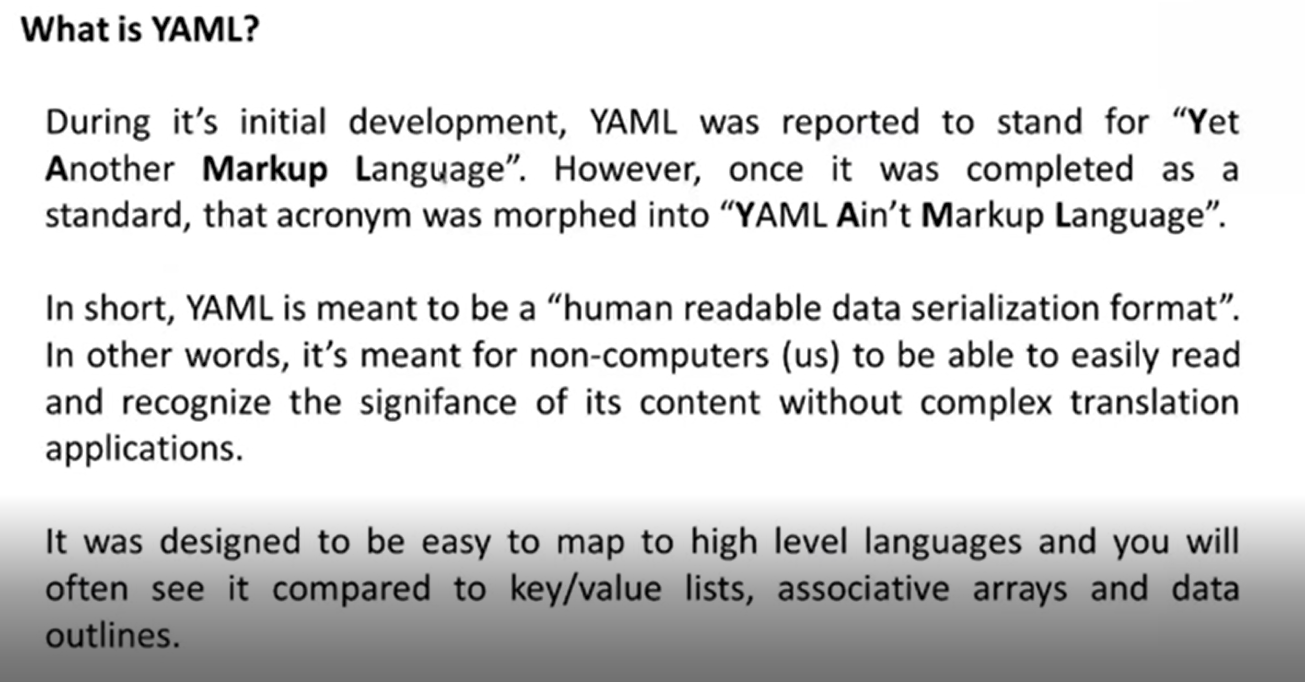 What is YAML?
During it’s initial development, YAML was reported to stand for “Yet
Another Markup Language”. However, once it was completed as a
standard, that acronym was morphed into “YAML Ain’t Markup Language”.
In short, YAML is meant to be a “human readable data serialization format”.
In other words, it’s meant for non-computers (us) to be able to easily read
and recognize the signifance of its content without complex translation
applications.
It was designed to be easy to map to high level languages and you will
often see it compared to key/value lists, associative arrays and data
outlines.